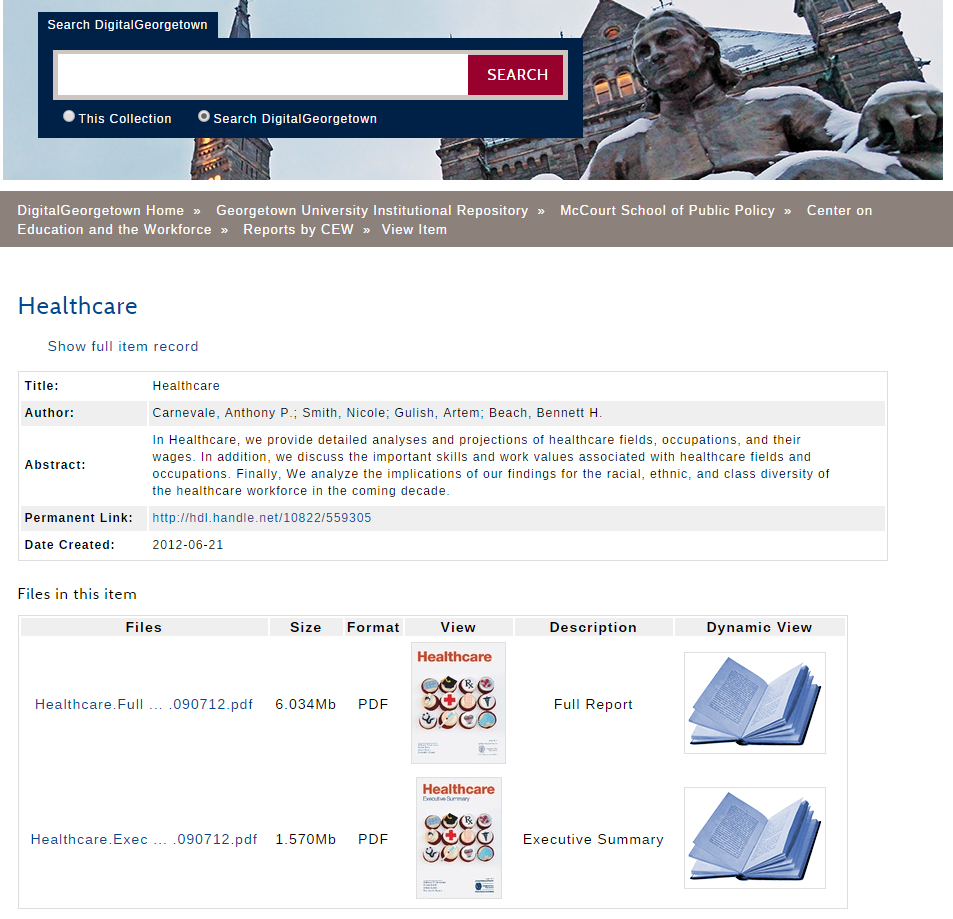 Search DigitalGeorgetown
SEARCH
This Collection Search DigitalGeorgetown
DigitalGeorgetown Home » Georgetown University Institutional Repository » McCourt School of Public Policy » Center on
Education and the Workforce » Reports by CEW » View Item
Healthcare
Show full item record
Title: Healthcare
Author: Carnevale, Anthony P.; Smith, Nicole; Gulish, Artem; Beach, Bennett H.
Abstract: In Healthcare, we provide detailed analyses and projections of healthcare fields, occupations, and their
wages. In addition, we discuss the important skills and work values associated with healthcare fields and
occupations. Finally, We analyze the implications of our findings for the racial, ethnic, and class diversity of
the healthcare workforce in the coming decade.
Permanent Link: http://hdl.handle.net/10822/559305
Date Created: 2012-06-21
Files in this item
Files Size Format View Description Dynamic View
Healthcare
Healthcare.Full ... .090712.pdf 6.034Mb PDF Full Report
Healthcare
Executive Summary
Healthcare.Exec ... .090712.pdf 1.570Mb PDF Executive Summary